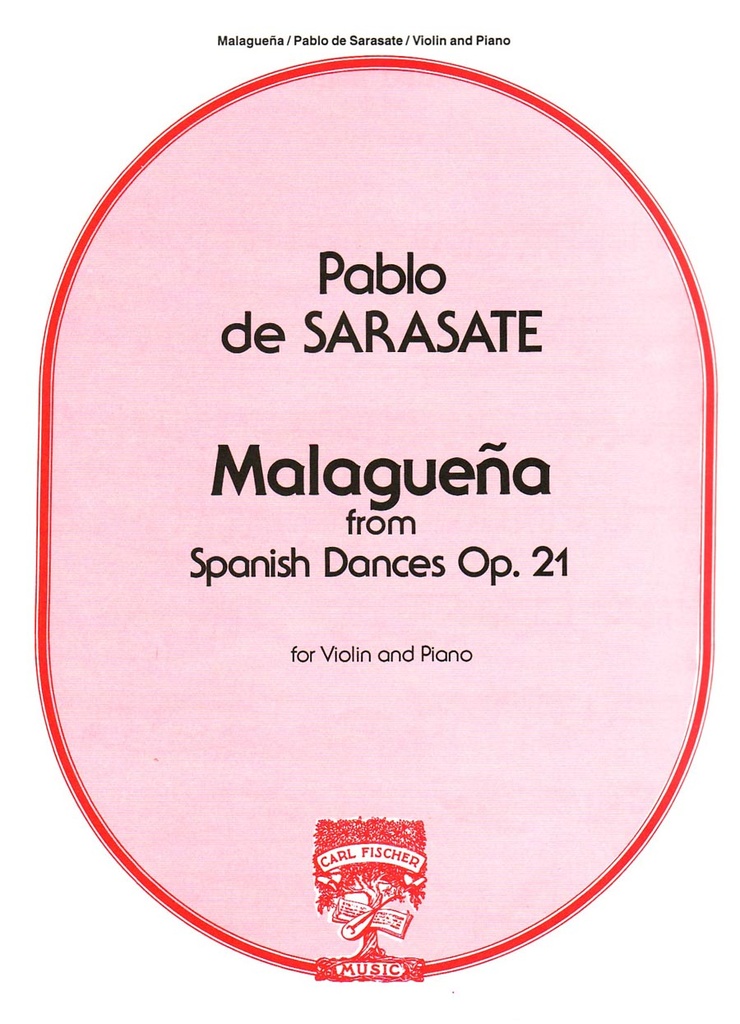 Malagueña / Pablo de Sarasate / Violin and Piano
Pablo
de SARASATE
Malagueña
from
Spanish Dances Op. 21
for Violin and Piano
CARL FISCHER
MUSIC